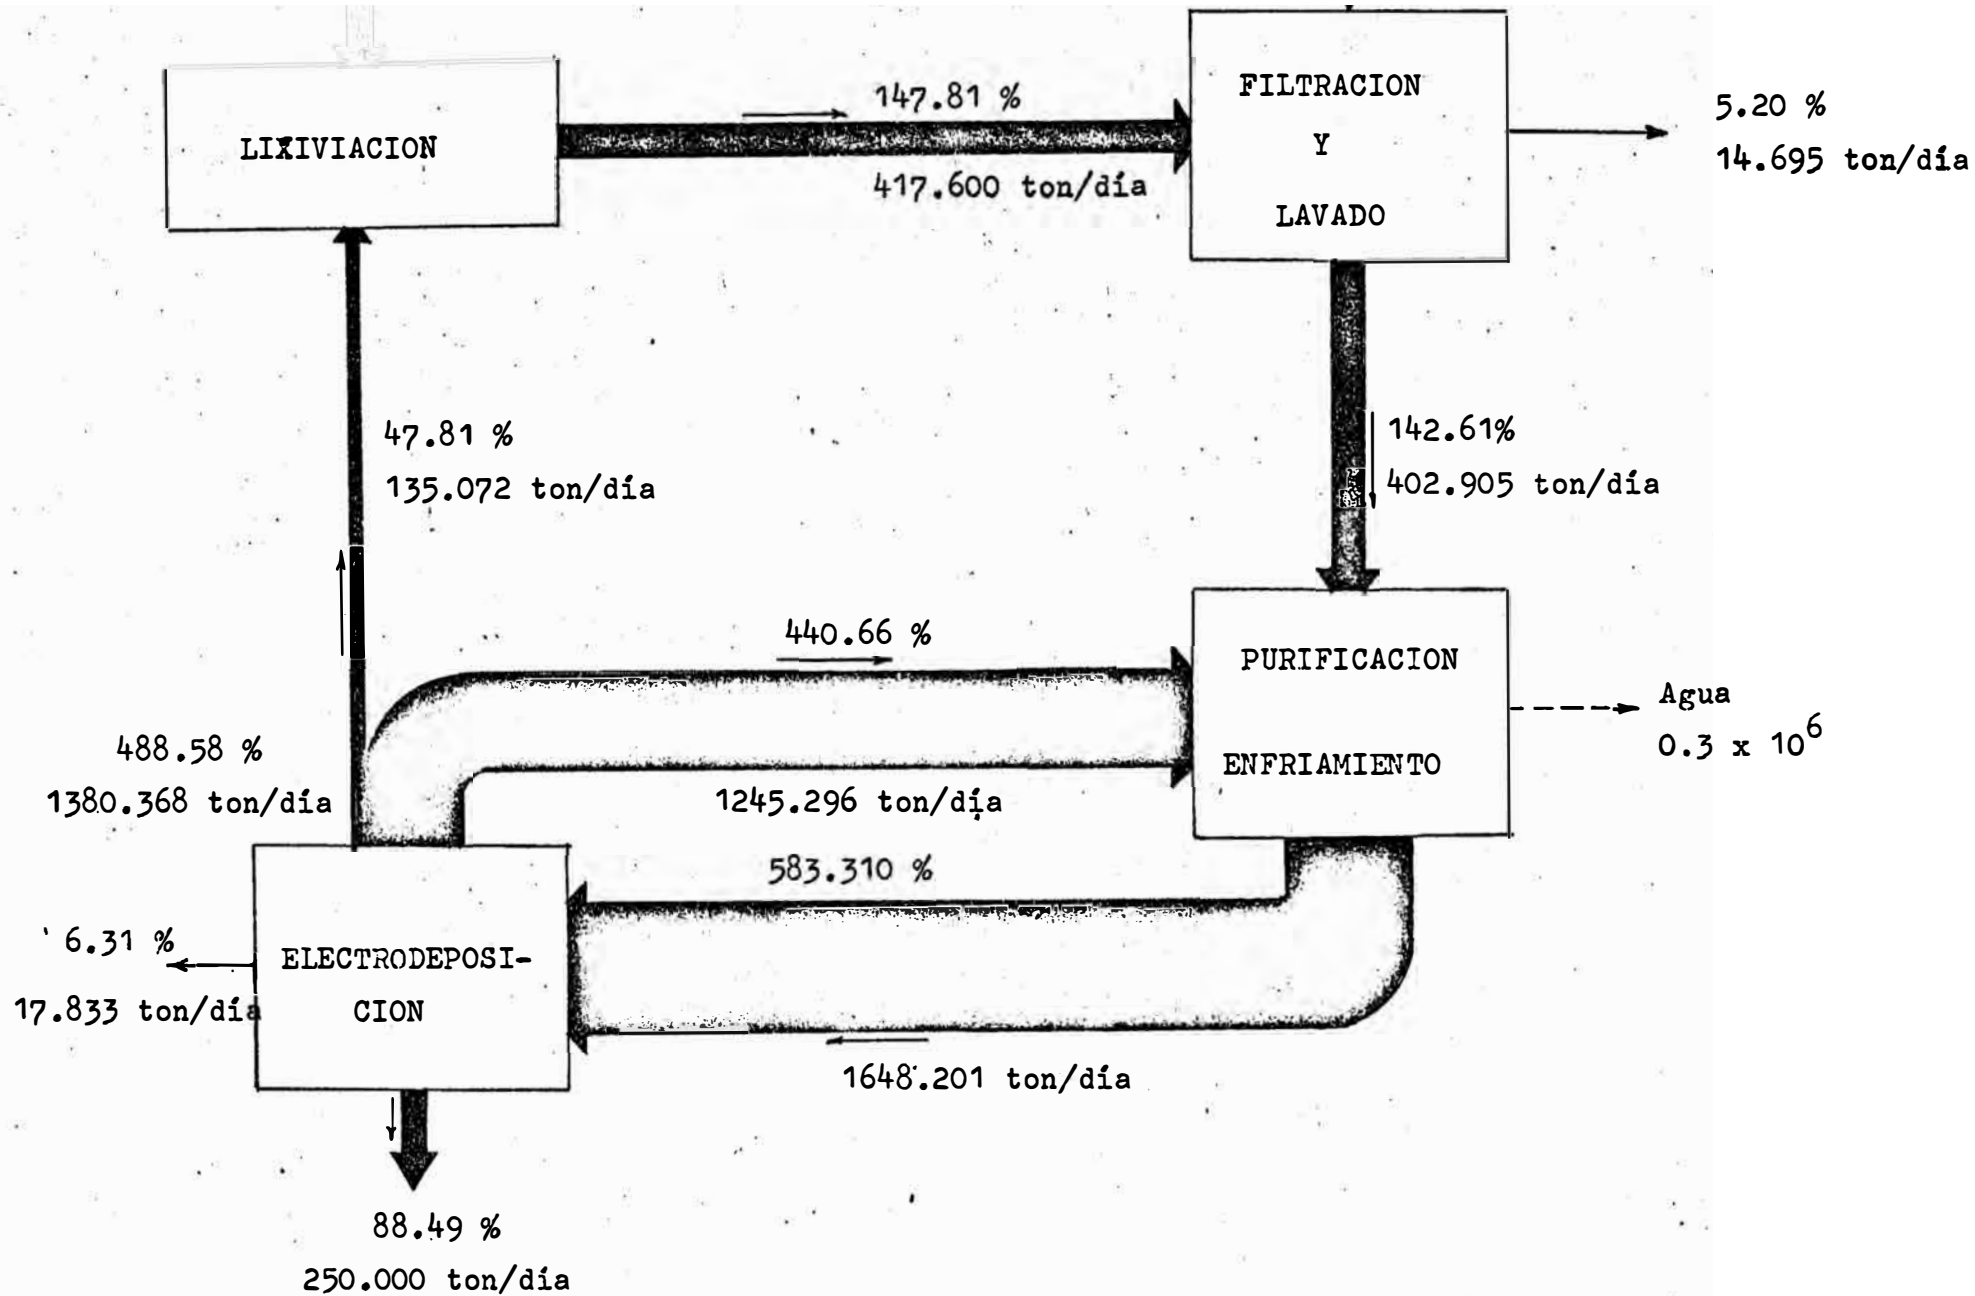 LIXIVIACION
147.81 %
417.600 ton/día
FILTRACION
Y
LAVADO
5.20 %
14.695 ton/día
47.81 %
135.072 ton/día
142.61%
402.905 ton/día
440.66 %
1245.296 ton/día
PURIFICACION
ENFRIAMIENTO
Agua
0.3 x 10⁶
488.58 %
1380.368 ton/día
583.310 %
1648.201 ton/día
6.31 %
17.833 ton/día
ELECTRODEPOSI-
CION
88.49 %
250.000 ton/día